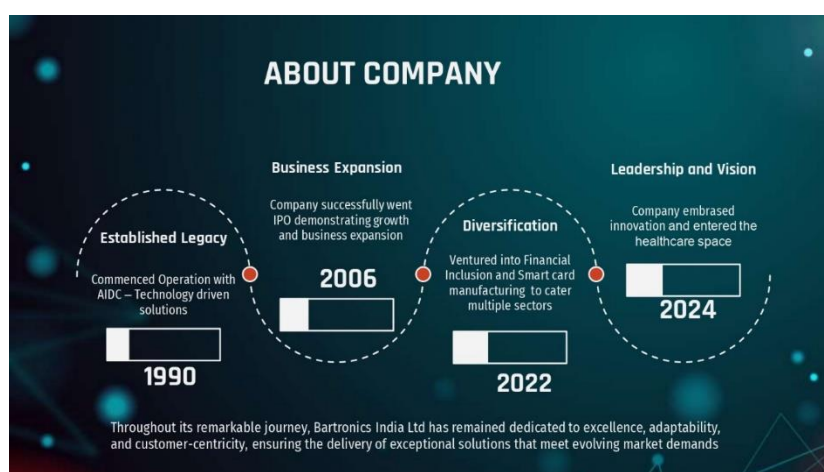 ABOUT COMPANY
Established Legacy
Commenced Operation with
AIDC – Technology driven
solutions
1990
Business Expansion
Company successfully went
IPO demonstrating growth
and business expansion
2006
Diversification
Ventured into Financial
Inclusion and Smart card
manufacturing to cater
multiple sectors
2022
Leadership and Vision
Company embrased
innovation and entered the
healthcare space
2024
Throughout its remarkable journey, Bartronics India Ltd has remained dedicated to excellence, adaptability,
and customer-centricity, ensuring the delivery of exceptional solutions that meet evolving market demands